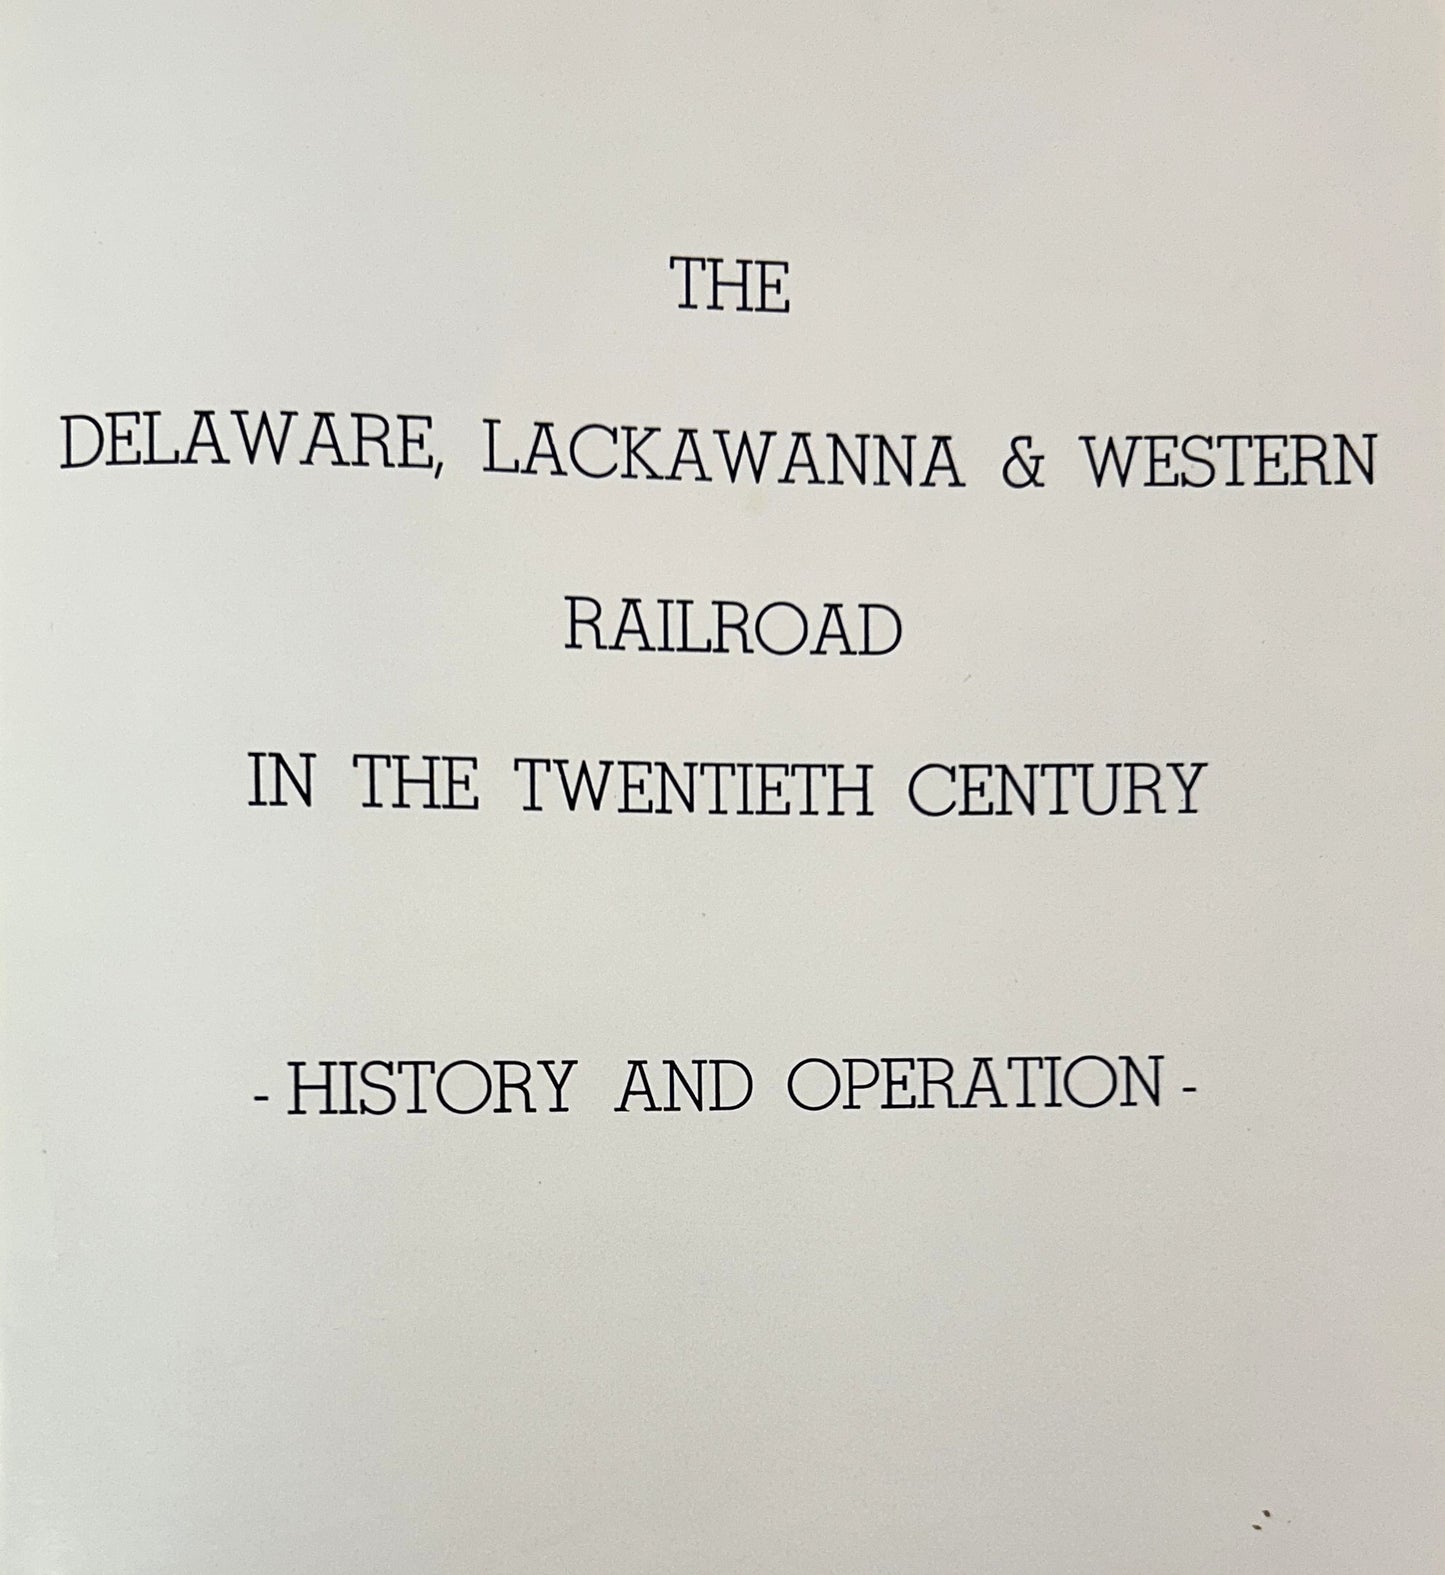 THE
DELAWARE, LACKAWANNA & WESTERN
RAILROAD
IN THE TWENTIETH CENTURY
- HISTORY AND OPERATION -